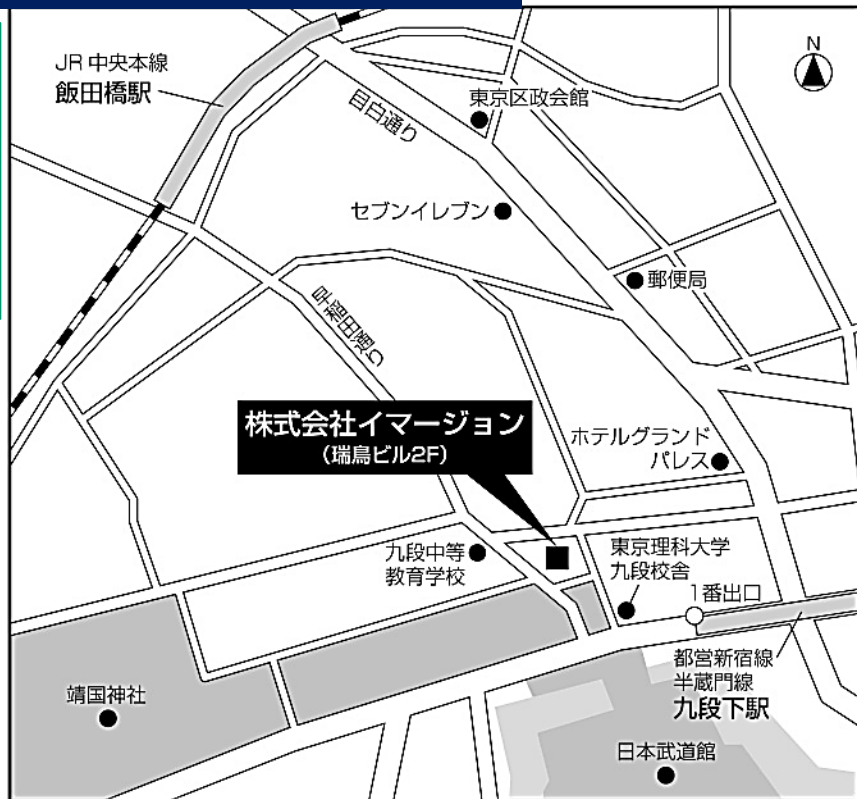 JR 中央本線
飯田橋駅
N
目白通り
東京区政会館
セブンイレブン
郵便局
早稲田通り
株式会社イマージョン
（瑞鳥ビル2F）
ホテルグランド
パレス
九段中等
教育学校
東京理科大学
九段校舎
1番出口
都営新宿線
半蔵門線
九段下駅
靖国神社
日本武道館